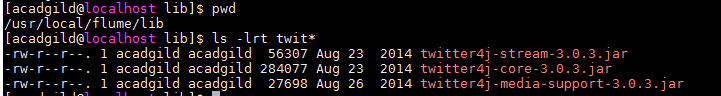 [acadgild@localhost lib]$ pwd
/usr/local/flume/lib
[acadgild@localhost lib]$ ls -lrt twit*
-rw-r--r--. 1 acadgild acadgild  56307 Aug 23  2014 twitter4j-stream-3.0.3.jar
-rw-r--r--. 1 acadgild acadgild 284077 Aug 23  2014 twitter4j-core-3.0.3.jar
-rw-r--r--. 1 acadgild acadgild  27698 Aug 26  2014 twitter4j-media-support-3.0.3.jar